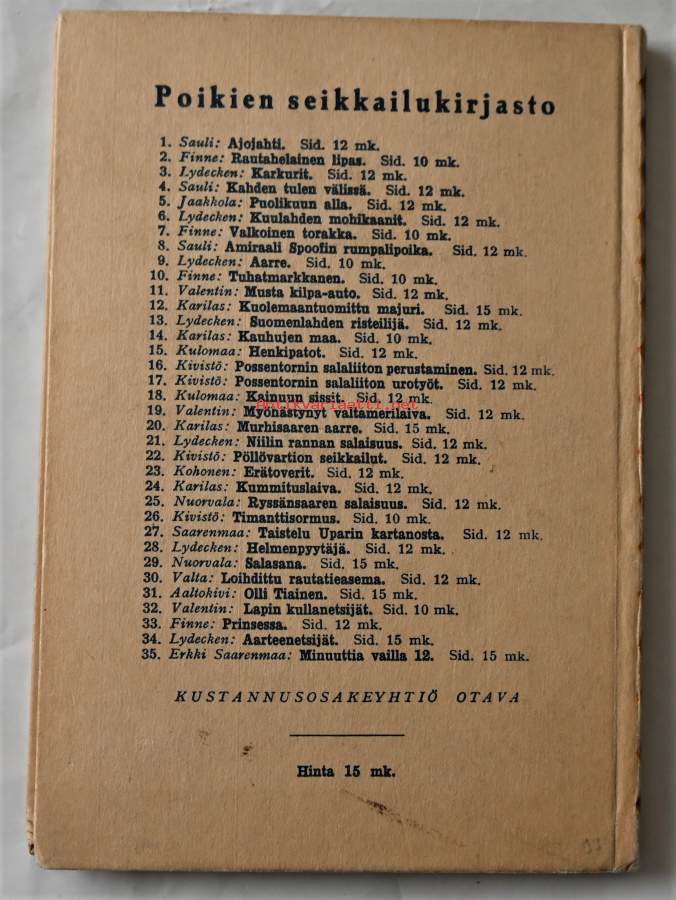 Poikien seikkailukirjasto
1. Sauli: Ajojahti. Sid. 12 mk.
2. Finne: Rautahelainen lipas. Sid. 10 mk.
3. Lydecken: Karkurit. Sid. 12 mk.
4. Sauli: Kahden tulen välissä. Sid. 12 mk.
5. Jaakkola: Puolikuun alla. Sid. 12 mk.
6. Lydecken: Kuulahden mohikaanit. Sid. 12 mk.
7. Finne: Valkoinen torakka. Sid. 10 mk.
8. Sauli: Amiraali Spoofin rumpalipoika. Sid. 12 mk.
9. Lydecken: Aarre. Sid. 10 mk.
10. Finne: Tuhatmarkkanen. Sid. 10 mk.
11. Valentin: Musta kilpa-auto. Sid. 12 mk.
12. Karilas: Kuolemaantuomittu majuri. Sid. 15 mk.
13. Lydecken: Suomenlahden risteilijä. Sid. 12 mk.
14. Karilas: Kauhujen maa. Sid. 10 mk.
15. Kulomaa: Henkipatot. Sid. 12 mk.
16. Kivistö: Possentornin salaliiton perustaminen. Sid. 12 mk.
17. Kivistö: Possentornin salaliiton urotyöt. Sid. 12 mk.
18. Kulomaa: Kainuun sissit. Sid. 12 mk.
Antikvariaatti.net
19. Valentin: Myöhästynyt valtamerilaiva. Sid. 12 mk.
20. Karilas: Murhisaaren aarre. Sid. 15 mk.
21. Lydecken: Niilin rannan salaisuus. Sid. 12 mk.
22. Kivistö: Pöllövartion seikkailut. Sid. 12 mk.
23. Kohonen: Erätoverit. Sid. 12 mk.
24. Karilas: Kummituslaiva. Sid. 12 mk.
25. Nuorvala: Ryssänsaaren salaisuus. Sid. 12 mk.
26. Kivistö: Timanttisormus. Sid. 10 mk.
27. Saarenmaa: Taistelu Uparin kartanosta. Sid. 12 mk.
28. Lydecken: Helmenpyytäjä. Sid. 12 mk.
29. Nuorvala: Salasana. Sid. 15 mk.
30. Valta: Loihdittu rautatieasema. Sid. 12 mk.
31. Aaltokivi: Olli Tiainen. Sid. 15 mk.
32. Valentin: Lapin kullanetsijät. Sid. 10 mk.
33. Finne: Prinsessa. Sid. 12 mk.
34. Lydecken: Aarteenetsijät. Sid. 15 mk.
35. Erkki Saarenmaa: Minuuttia vailla 12. Sid. 15 mk.
KUSTANNUSOSAKEYHTIÖ OTAVA
Hinta 15 mk.